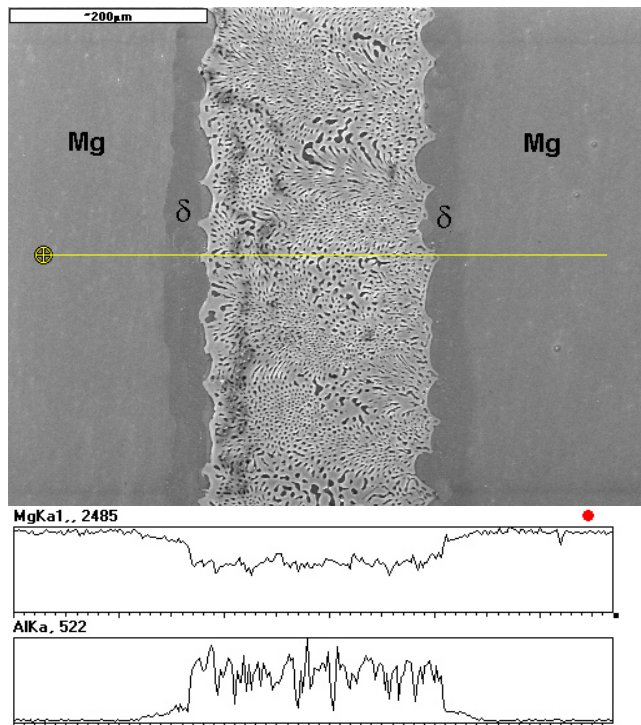 ~200µm
Mg
Mg
δ
δ
MgKa1,, 2485
AlKa, 522